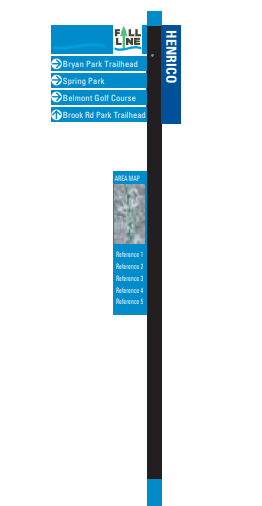 FALL
LINE
HENRICO
Bryan Park Trailhead
Spring Park
Belmont Golf Course
Brook Rd Park Trailhead
AREA MAP
Reference 1
Reference 2
Reference 3
Reference 4
Reference 5